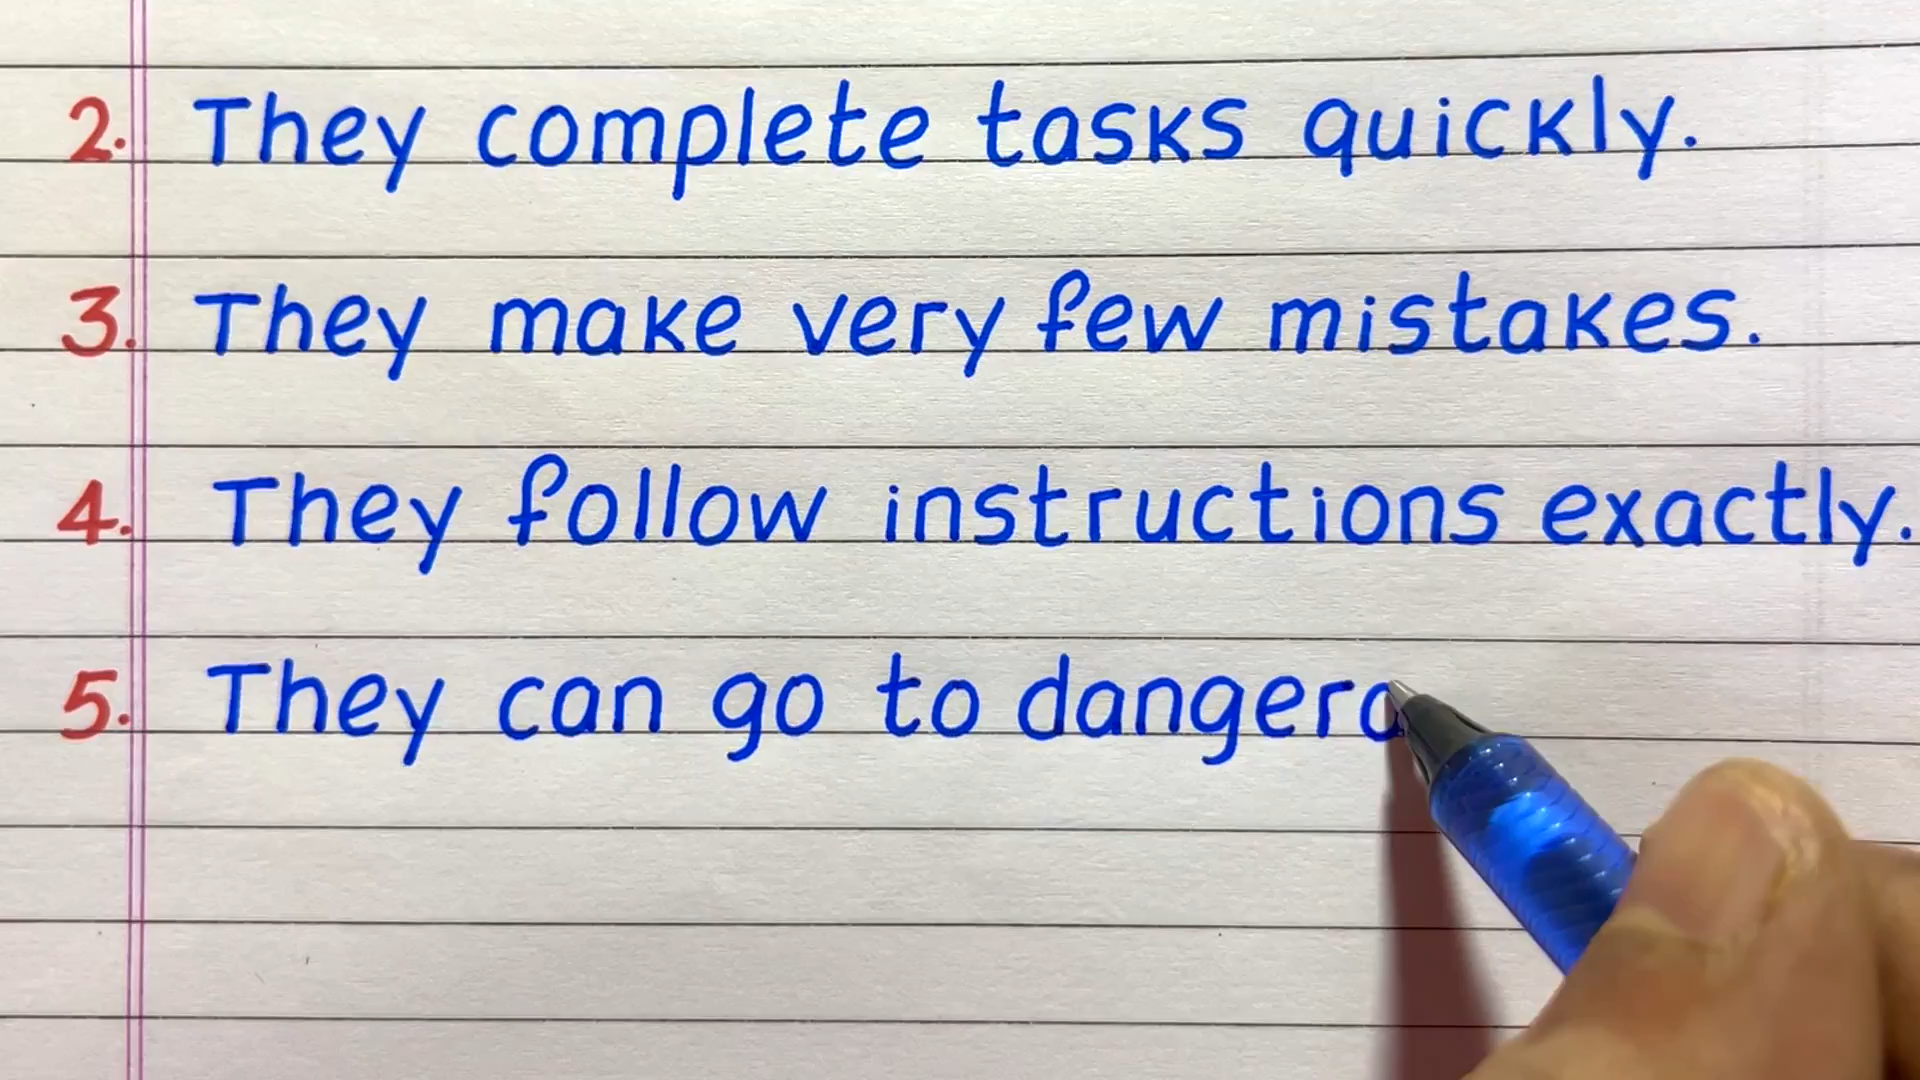 2. They complete tasks quickly.
3. They make very few mistakes.
4. They follow instructions exactly.
5. They can go to dangero